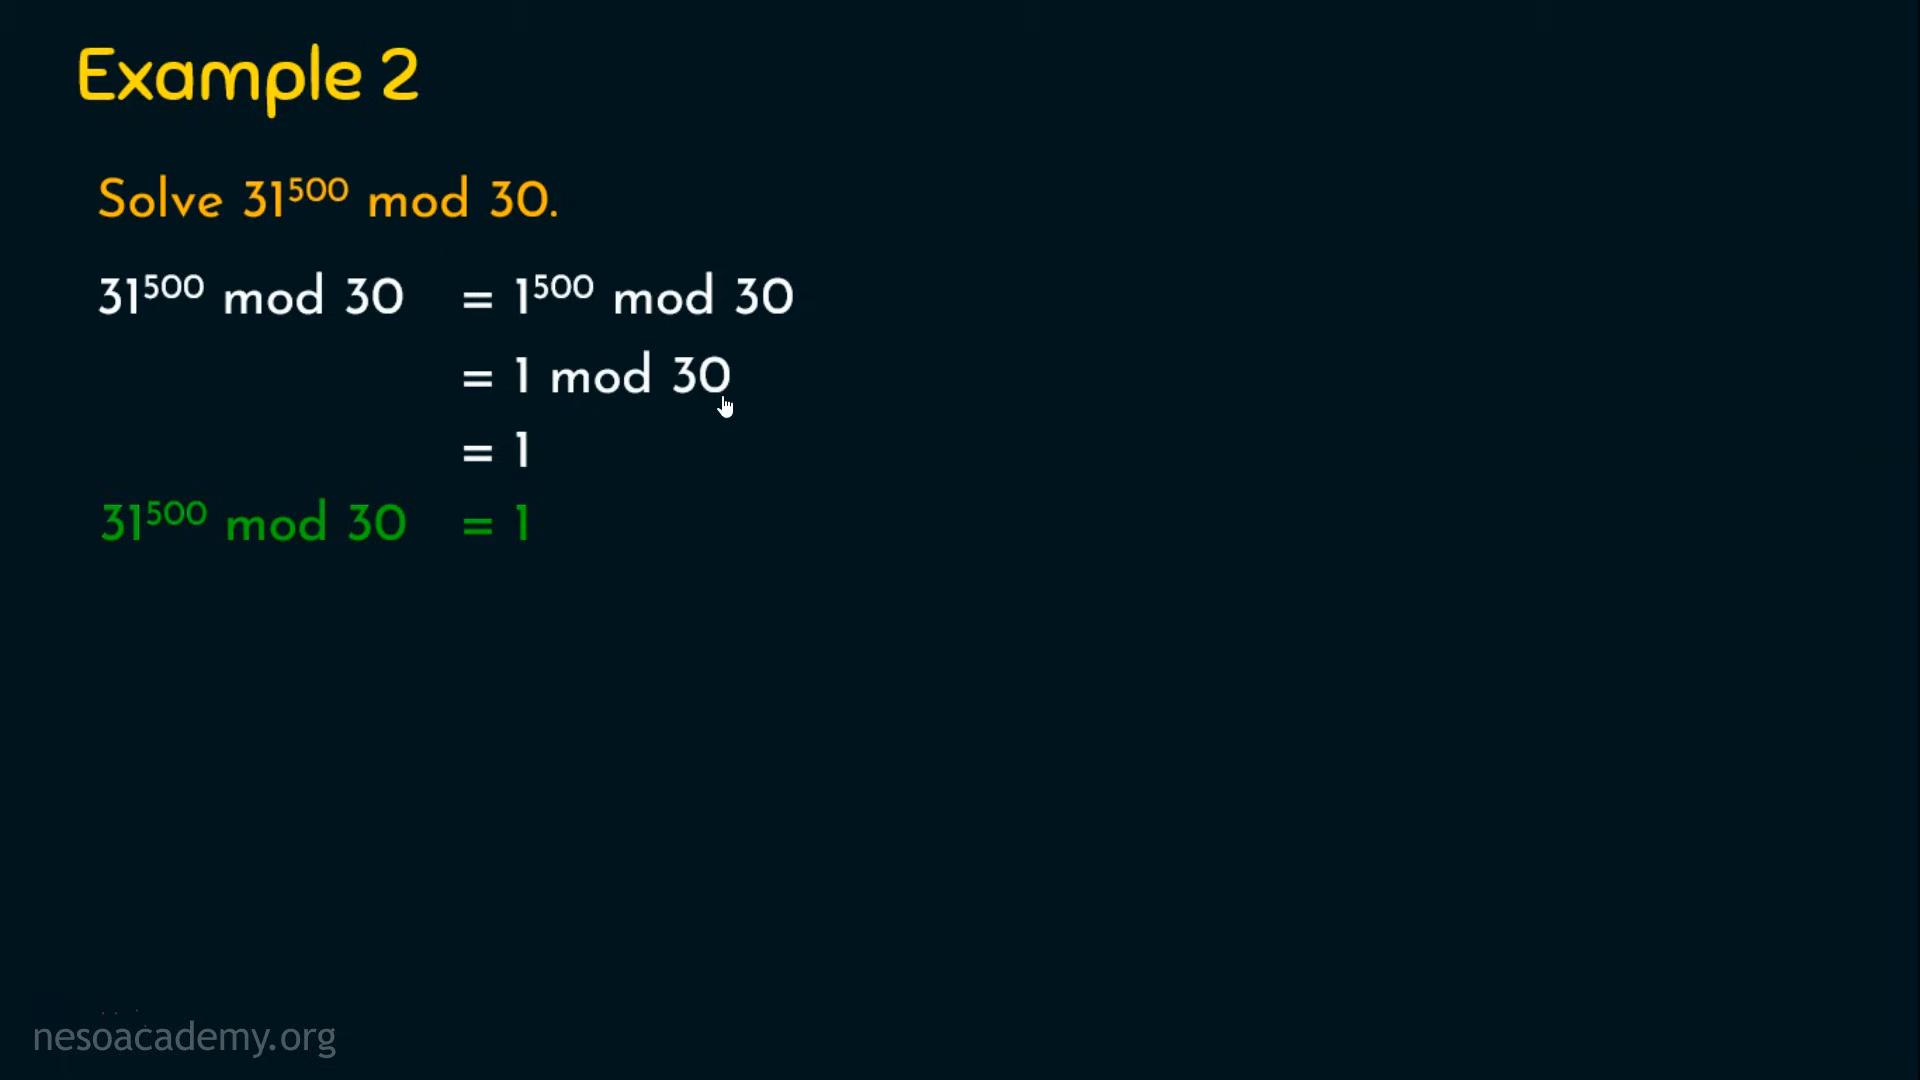 Example 2
Solve 31⁵⁰⁰ mod 30.
31⁵⁰⁰ mod 30 = 1⁵⁰⁰ mod 30
= 1 mod 30
= 1
31⁵⁰⁰ mod 30 = 1
nesoacademy.org